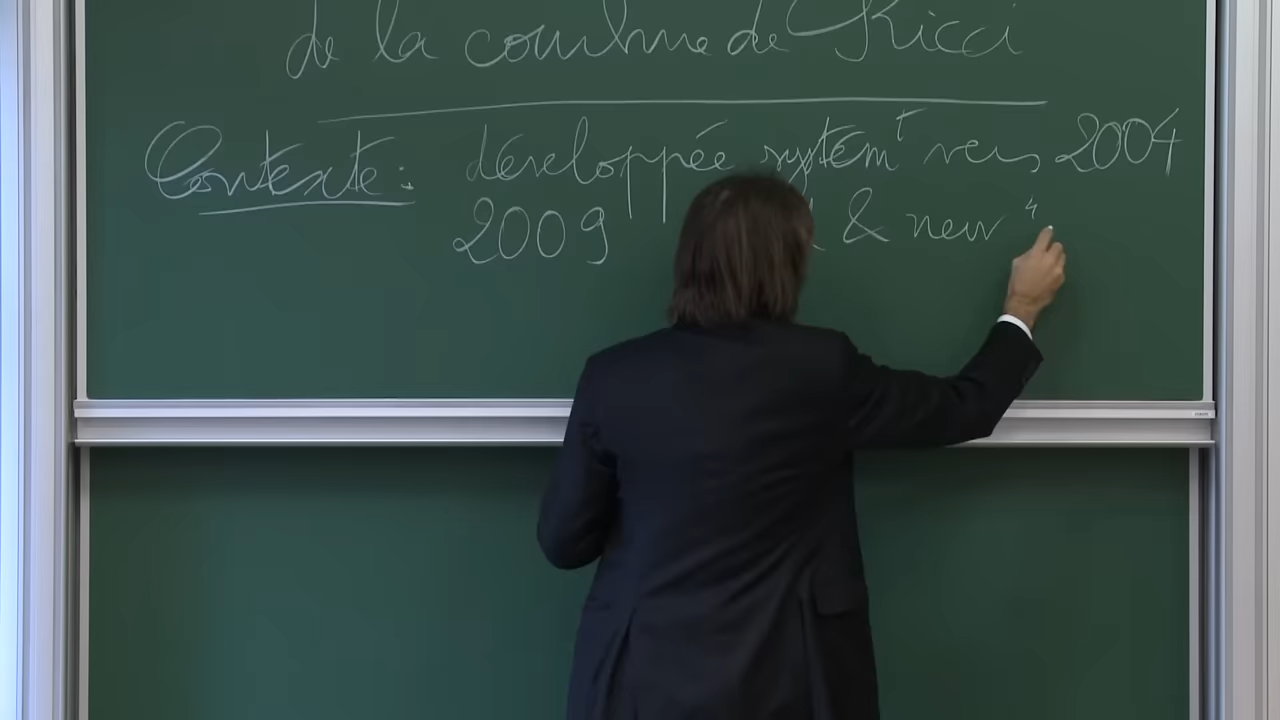 de la courbure de Ricci
Contexte : développée systémt vers 2004
2009 & new "